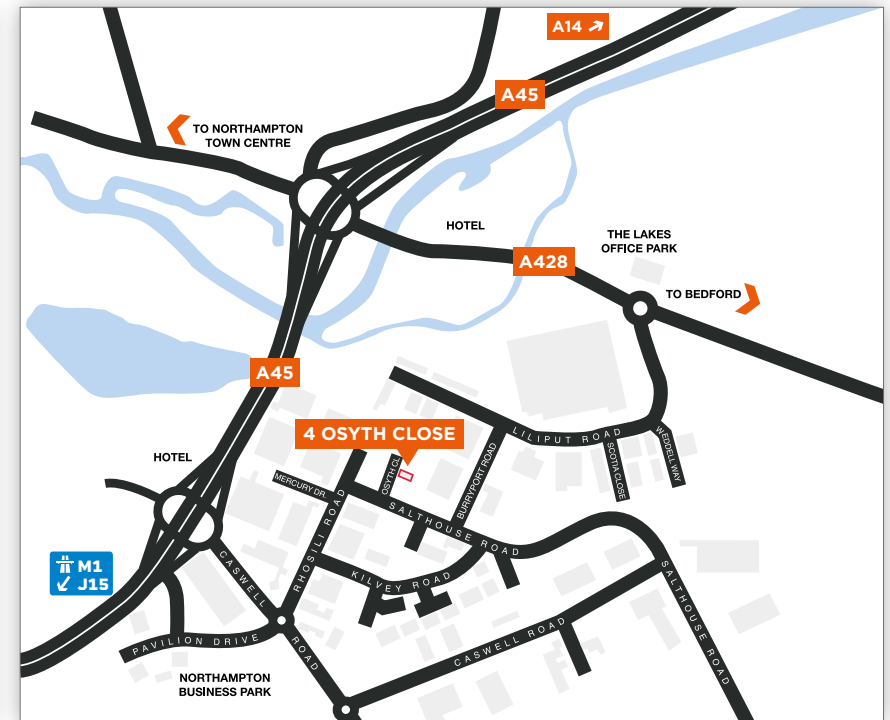 A14
A45
TO NORTHAMPTON
TOWN CENTRE
HOTEL
THE LAKES
OFFICE PARK
A428
TO BEDFORD
A45
4 OSYTH CLOSE
LILIPUT ROAD
WEDDELL WAY
SCOTIA CLOSE
BURRYPORT ROAD
HOTEL
OSYTH CL
MERCURY DR.
RHOSILI ROAD
SALTHOUSE ROAD
M1
J15
CASWELL
KILVEY ROAD
SALTHOUSE ROAD
PAVILION DRIVE
ROAD
CASWELL ROAD
NORTHAMPTON
BUSINESS PARK